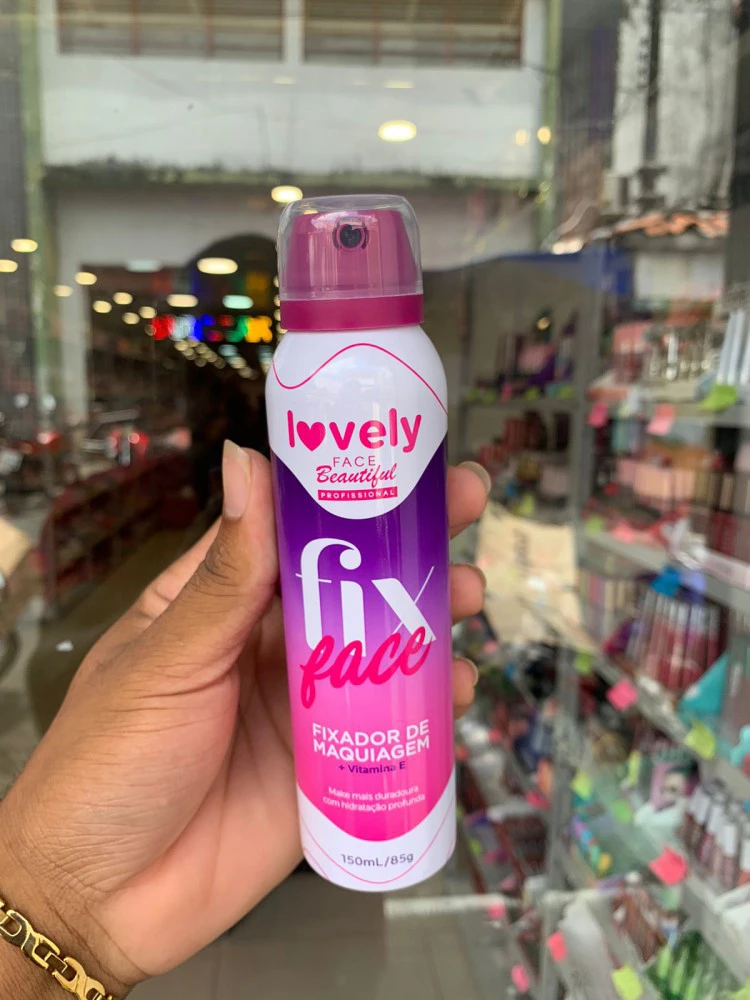 lovely
FACE
Beautiful
PROFISSIONAL
fix
face
FIXADOR DE
MAQUIAGEM
+ Vitamina E
Make mais duradoura
com hidratação profunda
150mL/85g